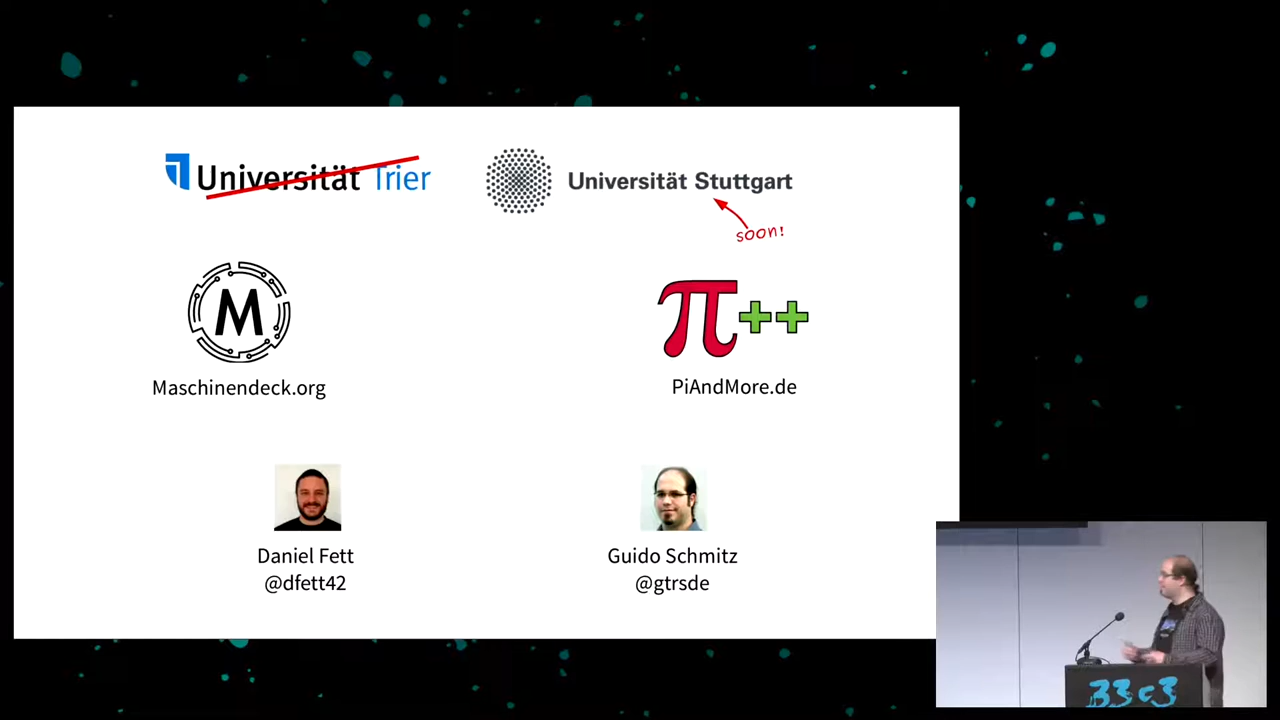 Universität Trier
Universität Stuttgart
soon!
M
π++
Maschinendeck.org
PiAndMore.de
Daniel Fett
@dfett42
Guido Schmitz
@gtrsde
33c3